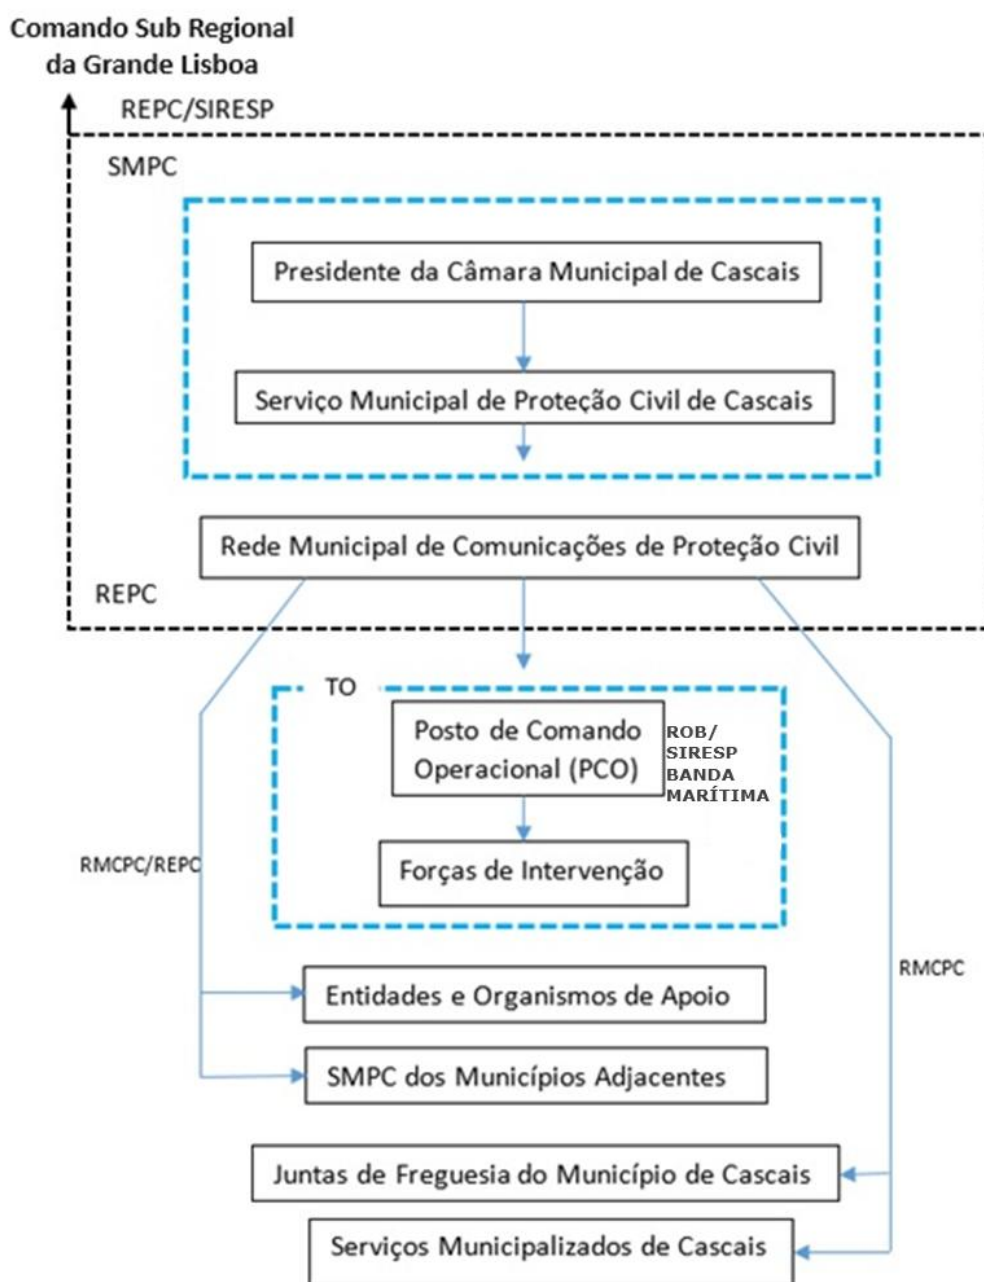 Comando Sub Regional
da Grande Lisboa
REPC/SIRESP
SMPC
Presidente da Câmara Municipal de Cascais
Serviço Municipal de Proteção Civil de Cascais
Rede Municipal de Comunicações de Proteção Civil
REPC
TO
Posto de Comando
Operacional (PCO)
ROB/
SIRESP
BANDA
MARÍTIMA
Forças de Intervenção
RMCPC/REPC
RMCPC
Entidades e Organismos de Apoio
SMPC dos Municípios Adjacentes
Juntas de Freguesia do Município de Cascais
Serviços Municipalizados de Cascais